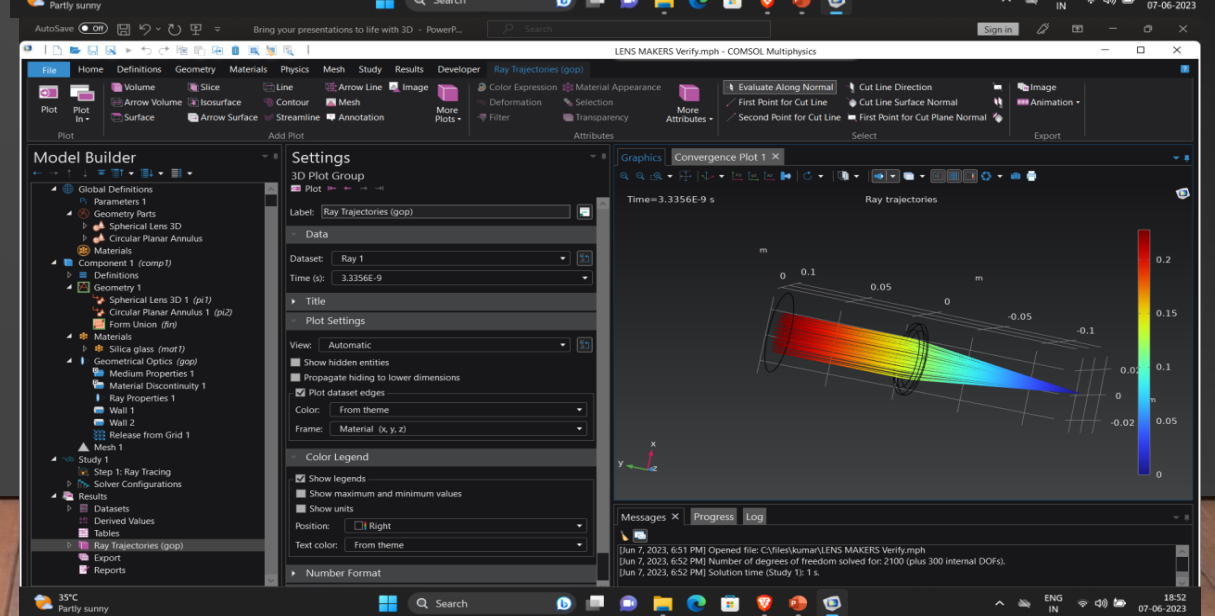 Partly sunny
Search
IN
07-06-2023
AutoSave Off
Bring your presentations to life with 3D - PowerP...
Search
Sign in
LENS MAKERS Verify.mph - COMSOL Multiphysics
File Home Definitions Geometry Materials Physics Mesh Study Results Developer Ray Trajectories (gop)
Volume Slice Line Arrow Line Image Color Expression Material Appearance Evaluate Along Normal Cut Line Direction Image
Arrow Volume Isosurface Contour Mesh Deformation Selection First Point for Cut Line Cut Line Surface Normal Animation
Surface Arrow Surface Streamline Annotation Filter Transparency Second Point for Cut Line First Point for Cut Plane Normal
Plot Plot In More Plots More Attributes
Plot Add Plot Attributes Select Export
Model Builder
Global Definitions
Parameters 1
Geometry Parts
Spherical Lens 3D
Circular Planar Annulus
Materials
Component 1 (comp1)
Definitions
Geometry 1
Spherical Lens 3D 1 (pi1)
Circular Planar Annulus 1 (pi2)
Form Union (fin)
Materials
Silica glass (mat1)
Geometrical Optics (gop)
Medium Properties 1
Material Discontinuity 1
Ray Properties 1
Wall 1
Wall 2
Release from Grid 1
Mesh 1
Study 1
Step 1: Ray Tracing
Solver Configurations
Results
Datasets
Derived Values
Tables
Ray Trajectories (gop)
Export
Reports
Settings
3D Plot Group
Plot
Label: Ray Trajectories (gop)
Data
Dataset: Ray 1
Time (s): 3.3356E-9
Title
Plot Settings
View: Automatic
Show hidden entities
Propagate hiding to lower dimensions
Plot dataset edges
Color: From theme
Frame: Material (x, y, z)
Color Legend
Show legends
Show maximum and minimum values
Show units
Position: Right
Text color: From theme
Number Format
Graphics Convergence Plot 1
Time=3.3356E-9 s Ray trajectories
m
0 0.1
0.05
m
0
-0.05
-0.1
0.02
0
m
-0.02
0.2
0.15
0.1
0.05
0
x
y
z
Messages Progress Log
[Jun 7, 2023, 6:51 PM] Opened file: C:\files\kumar\LENS MAKERS Verify.mph
[Jun 7, 2023, 6:52 PM] Number of degrees of freedom solved for: 2100 (plus 300 internal DOFs).
[Jun 7, 2023, 6:52 PM] Solution time (Study 1): 1 s.
35°C
Partly sunny
Search
ENG
IN
18:52
07-06-2023